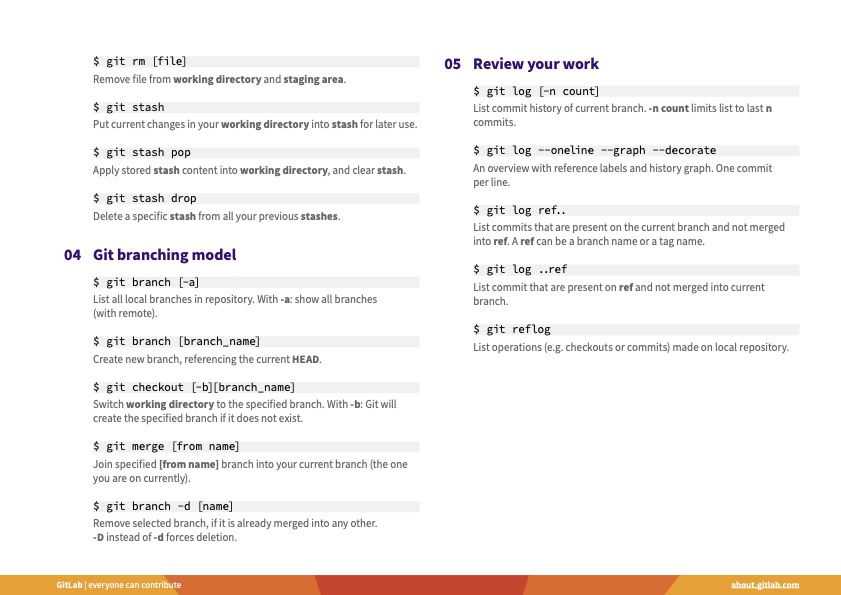 $ git rm [file]
Remove file from working directory and staging area.
$ git stash
Put current changes in your working directory into stash for later use.
$ git stash pop
Apply stored stash content into working directory, and clear stash.
$ git stash drop
Delete a specific stash from all your previous stashes.
04 Git branching model
$ git branch [-a]
List all local branches in repository. With -a: show all branches
(with remote).
$ git branch [branch_name]
Create new branch, referencing the current HEAD.
$ git checkout [-b][branch_name]
Switch working directory to the specified branch. With -b: Git will
create the specified branch if it does not exist.
$ git merge [from name]
Join specified [from name] branch into your current branch (the one
you are on currently).
$ git branch -d [name]
Remove selected branch, if it is already merged into any other.
-D instead of -d forces deletion.
05 Review your work
$ git log [-n count]
List commit history of current branch. -n count limits list to last n
commits.
$ git log --oneline --graph --decorate
An overview with reference labels and history graph. One commit
per line.
$ git log ref..
List commits that are present on the current branch and not merged
into ref. A ref can be a branch name or a tag name.
$ git log ..ref
List commit that are present on ref and not merged into current
branch.
$ git reflog
List operations (e.g. checkouts or commits) made on local repository.
GitLab | everyone can contribute
about.gitlab.com